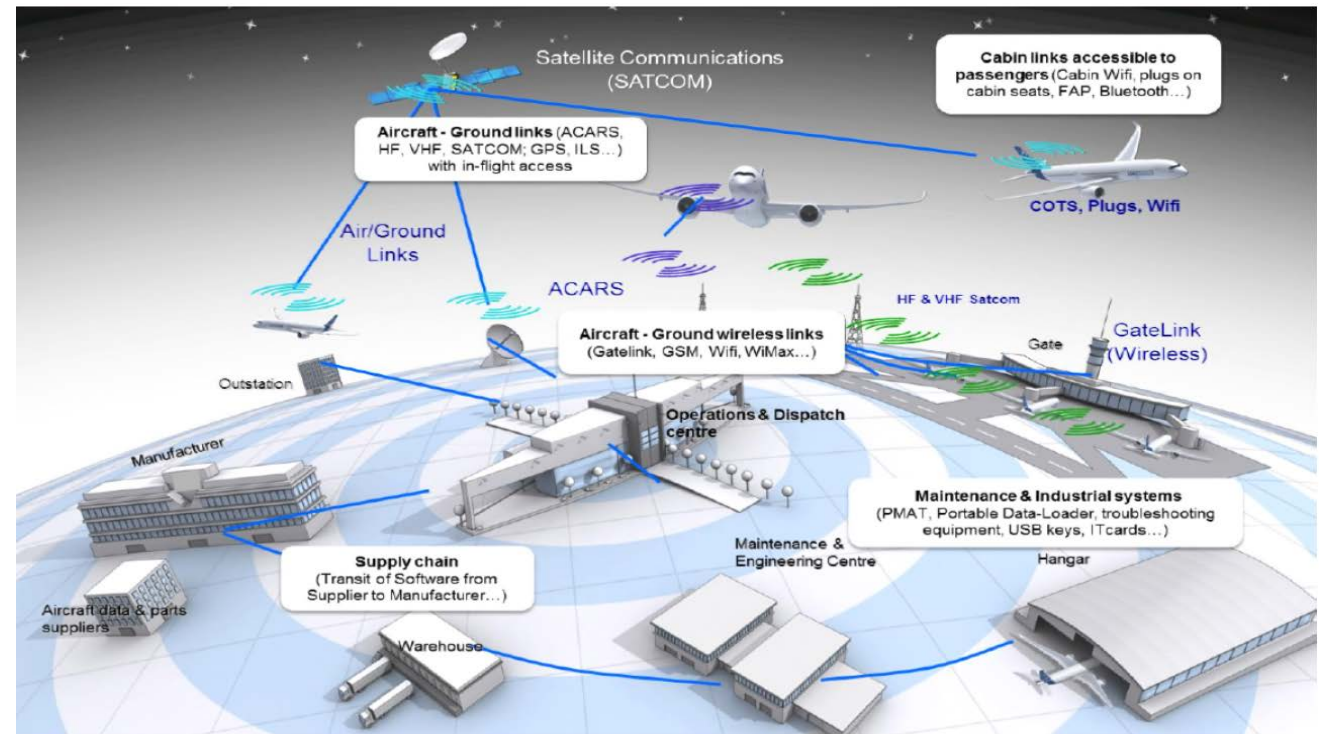 Satellite Communications
(SATCOM)
Cabin links accessible to
passengers (Cabin Wifi, plugs on
cabin seats, FAP, Bluetooth…)
Aircraft - Ground links (ACARS,
HF, VHF, SATCOM; GPS, ILS…)
with in-flight access
COTS, Plugs, Wifi
Air/Ground
Links
ACARS
HF & VHF Satcom
Aircraft - Ground wireless links
(Gatelink, GSM, Wifi, WiMax…)
Gate
GateLink
(Wireless)
Outstation
Operations & Dispatch
centre
Manufacturer
Maintenance & Industrial systems
(PMAT, Portable Data-Loader, troubleshooting
equipment, USB keys, ITcards…)
Supply chain
(Transit of Software from
Supplier to Manufacturer…)
Maintenance &
Engineering Centre
Hangar
Aircraft data & parts
suppliers
Warehouse